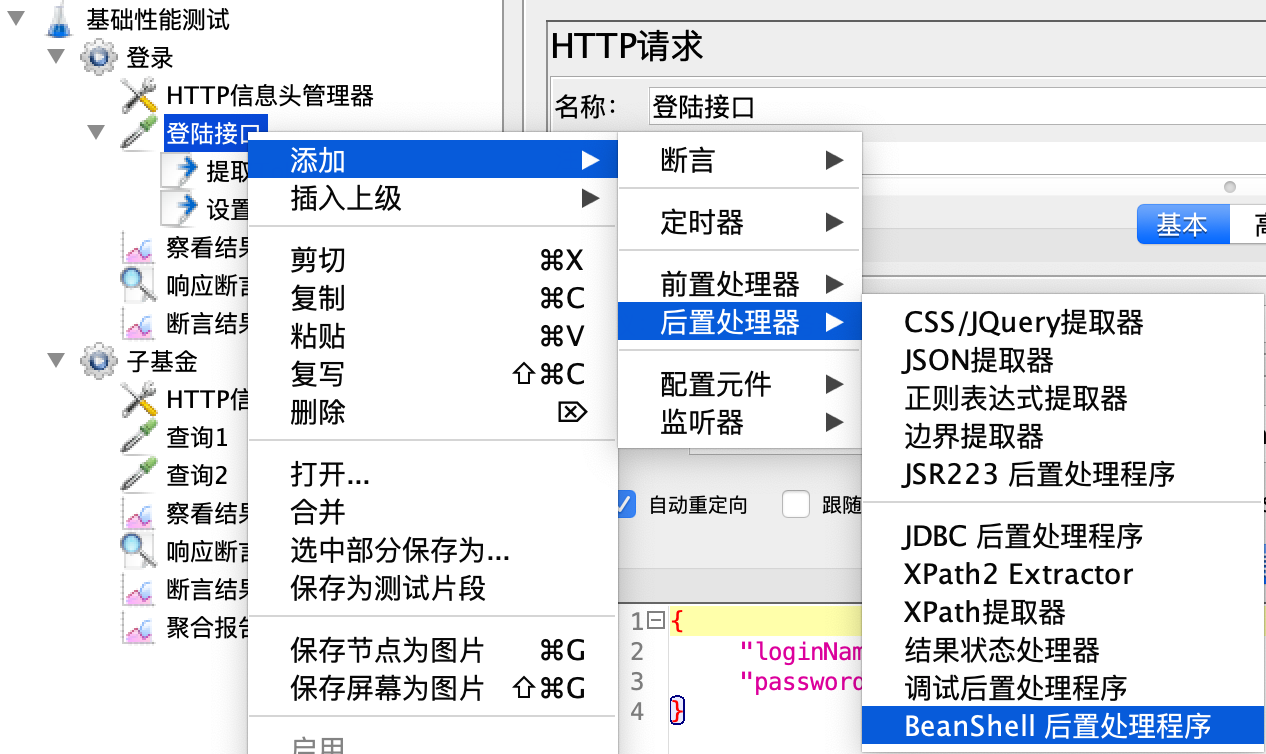 基础性能测试
登录
HTTP信息头管理器
登陆接口
提取
设置
察看结果
响应断言
断言结果
子基金
HTTP信
查询1
查询2
察看结果
响应断言
断言结果
聚合报告
HTTP请求
名称：
登陆接口
基本
高
添加
插入上级
剪切 ⌘X
复制 ⌘C
粘贴 ⌘V
复写 ⇧⌘C
删除 ⌦
打开...
合并
选中部分保存为...
保存为测试片段
保存节点为图片 ⌘G
保存屏幕为图片 ⇧⌘G
启用
断言
定时器
前置处理器
后置处理器
配置元件
监听器
CSS/JQuery提取器
JSON提取器
正则表达式提取器
边界提取器
JSR223 后置处理程序
JDBC 后置处理程序
XPath2 Extractor
XPath提取器
结果状态处理器
调试后置处理程序
BeanShell 后置处理程序
自动重定向
跟随
1 {
2 "loginNam
3 "password
4 }